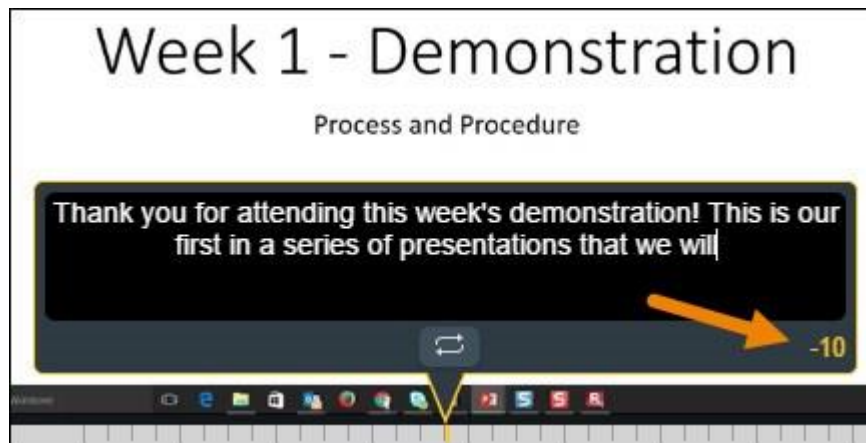 Week 1 - Demonstration
Process and Procedure
Thank you for attending this week's demonstration! This is our
first in a series of presentations that we will
-10